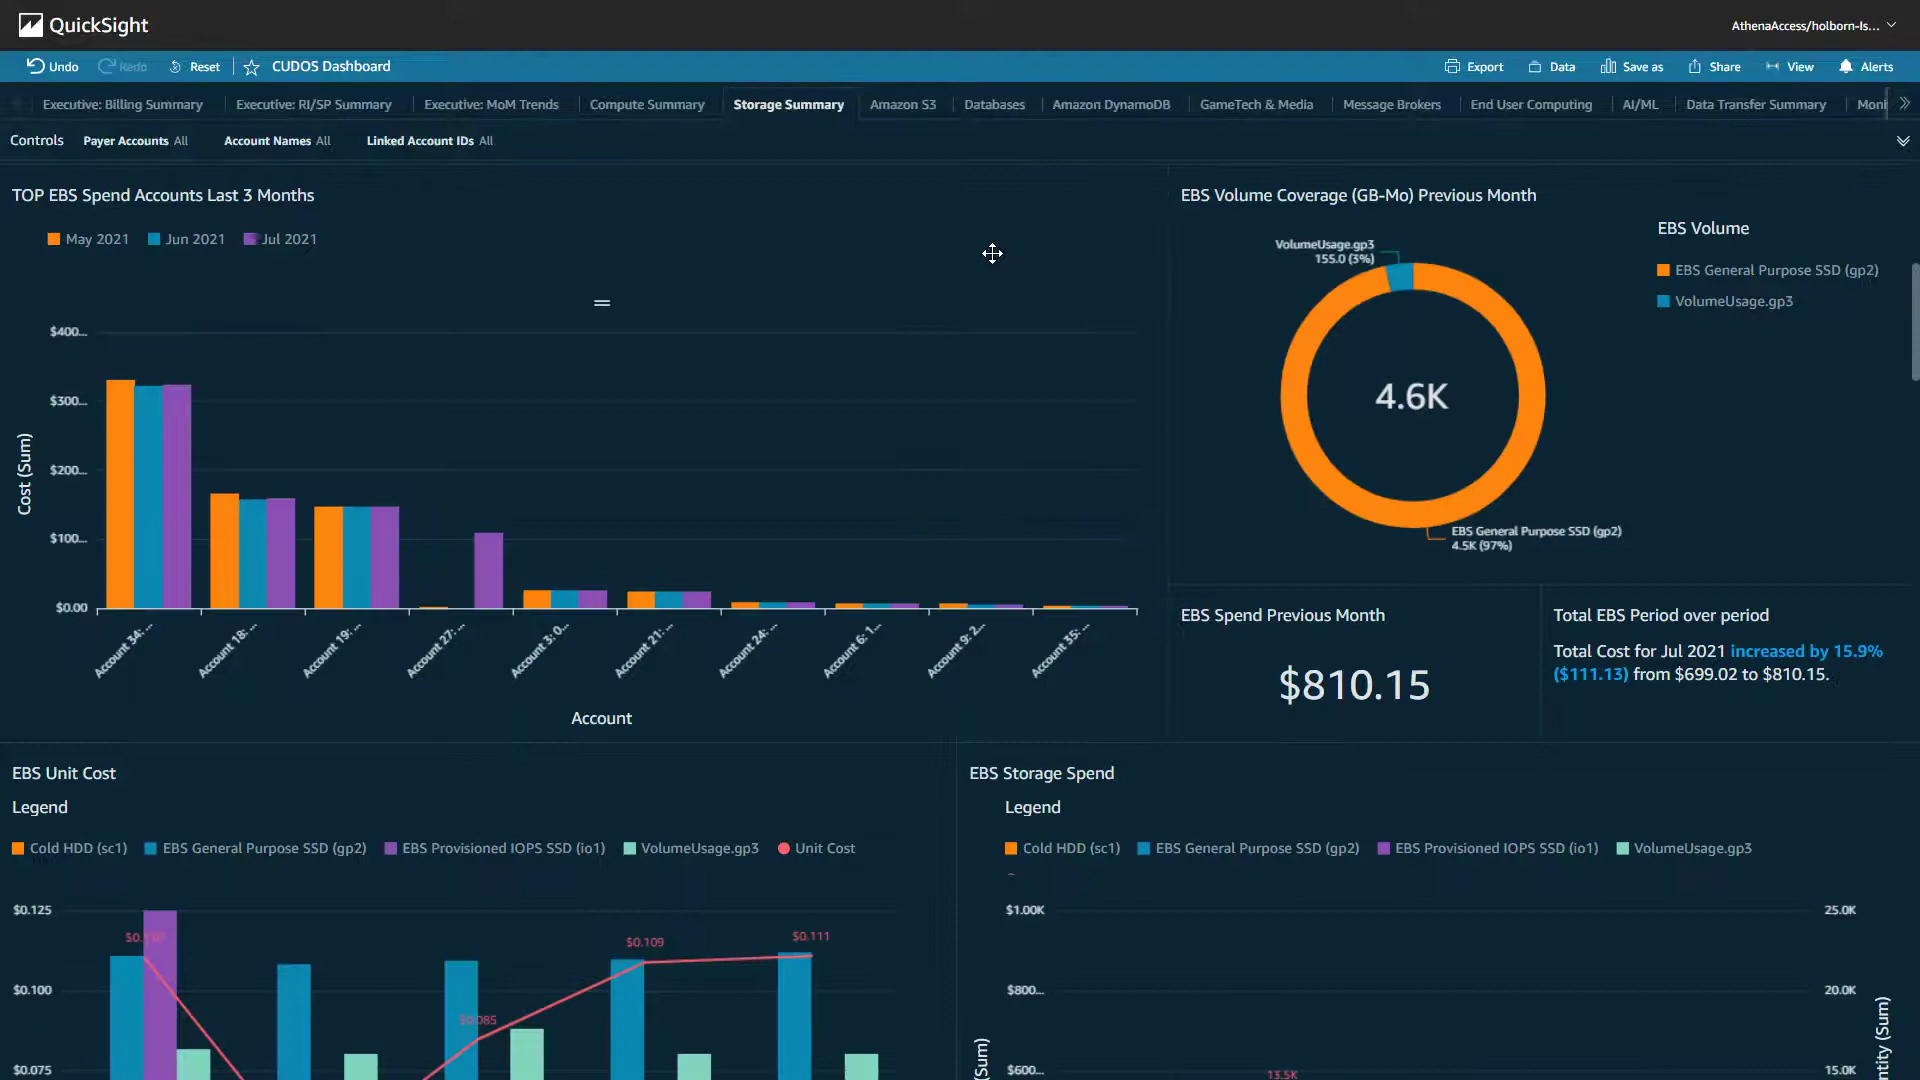 QuickSight
AthenaAccess/holborn-Is...
Undo
Redo
Reset
CUDOS Dashboard
Export
Data
Save as
Share
View
Alerts
Executive: Billing Summary
Executive: RI/SP Summary
Executive: MoM Trends
Compute Summary
Storage Summary
Amazon S3
Databases
Amazon DynamoDB
GameTech & Media
Message Brokers
End User Computing
AI/ML
Data Transfer Summary
Moni
Controls
Payer Accounts All
Account Names All
Linked Account IDs All
TOP EBS Spend Accounts Last 3 Months
May 2021
Jun 2021
Jul 2021
$400...
$300...
$200...
$100...
$0.00
Cost (Sum)
Account 34: ...
Account 18: ...
Account 19: ...
Account 27: ...
Account 3: 0...
Account 21: ...
Account 24: ...
Account 6: 1...
Account 9: 2...
Account 35: ...
Account
EBS Volume Coverage (GB-Mo) Previous Month
VolumeUsage.gp3
155.0 (3%)
4.6K
EBS General Purpose SSD (gp2)
4.5K (97%)
EBS Volume
EBS General Purpose SSD (gp2)
VolumeUsage.gp3
EBS Spend Previous Month
$810.15
Total EBS Period over period
Total Cost for Jul 2021 increased by 15.9%
($111.13) from $699.02 to $810.15.
EBS Unit Cost
Legend
Cold HDD (sc1)
EBS General Purpose SSD (gp2)
EBS Provisioned IOPS SSD (io1)
VolumeUsage.gp3
Unit Cost
$0.125
$0.100
$0.075
$0.085
$0.109
$0.111
EBS Storage Spend
Legend
Cold HDD (sc1)
EBS General Purpose SSD (gp2)
EBS Provisioned IOPS SSD (io1)
VolumeUsage.gp3
$1.00K
$800...
$600...
(Sum)
13.5K
25.0K
20.0K
15.0K
ntity (Sum)